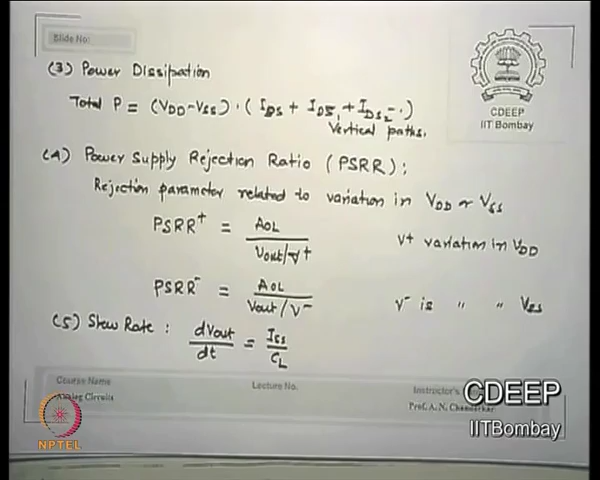 Slide No:
(3) Power Dissipation
Total P = (VDD - VSS) · ( IDS + IDS1 + IDS2 - · )
Vertical paths.
CDEEP
IIT Bombay
(4) Power Supply Rejection Ratio (PSRR) :
Rejection parameter related to variation in VDD or VSS
PSRR+ = AOL / Vout/V+ V+ variation in VDD
PSRR- = AOL / Vout/V- V- is " " VSS
(5) Slew Rate : dVout/dt = ISS/CL
Course Name
Analog Circuits
Lecture No.
Instructor's
Prof. A. N. Chandorkar
NPTEL
CDEEP
IIT Bombay